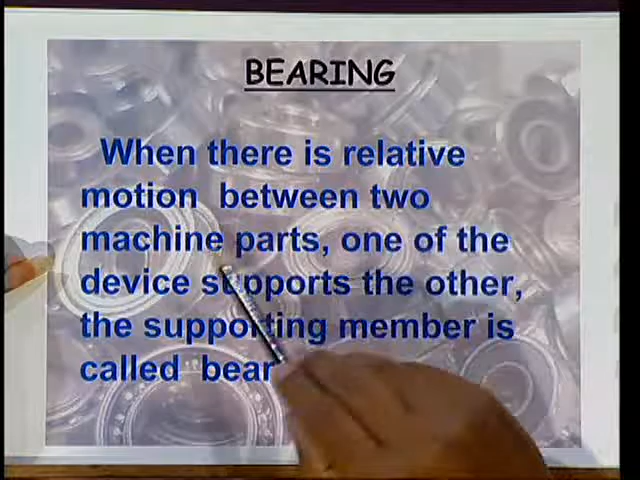 BEARING
When there is relative
motion between two
machine parts, one of the
device supports the other,
the supporting member is
called bear